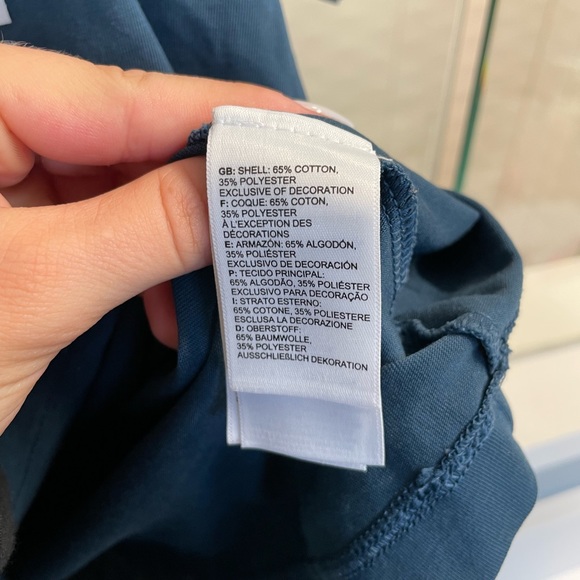 GB: SHELL: 65% COTTON,
35% POLYESTER
EXCLUSIVE OF DECORATION
F: COQUE: 65% COTON,
35% POLYESTER
À L'EXCEPTION DES
DÉCORATIONS
E: ARMAZÓN: 65% ALGODÓN,
35% POLIÉSTER
EXCLUSIVO DE DECORACIÓN
P: TECIDO PRINCIPAL:
65% ALGODÃO, 35% POLIÉSTER
EXCLUSIVO PARA DECORAÇÃO
I: STRATO ESTERNO:
65% COTONE, 35% POLIESTERE
ESCLUSA LA DECORAZIONE
D: OBERSTOFF:
65% BAUMWOLLE,
35% POLYESTER
AUSSCHLIEßLICH DEKORATION